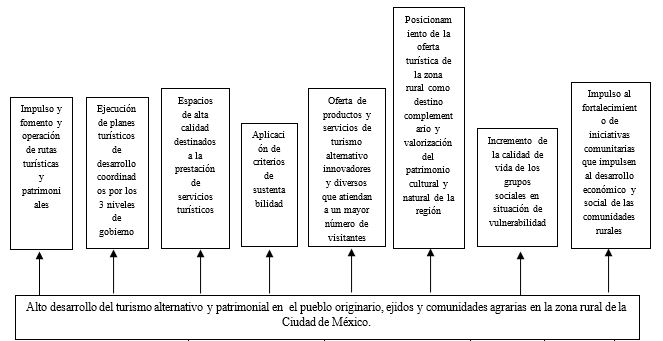 Impulso y
fomento y
operación
de rutas
turísticas
y
patrimoni
ales
Ejecución
de planes
turísticos
de
desarrollo
coordinad
os por los
3 niveles
de
gobierno
Espacios
de alta
calidad
destinados
a la
prestación
de
servicios
turísticos
Aplicaci
ón de
criterios
de
sustenta
bilidad
Oferta de
productos y
servicios de
turismo
alternativo
innovadores
y diversos
que atiendan
a un mayor
número de
visitantes
Posicionam
iento de la
oferta
turística de
la zona
rural como
destino
complement
ario y
valorización
del
patrimonio
cultural y
natural de la
región
Incremento de
la calidad de
vida de los
grupos
sociales en
situación de
vulnerabilidad
Impulso al
fortalecimient
o de
iniciativas
comunitarias
que impulsen
al desarrollo
económico y
social de las
comunidades
rurales
Alto desarrollo del turismo alternativo y patrimonial en el pueblo originario, ejidos y comunidades agrarias en la zona rural de la
Ciudad de México.